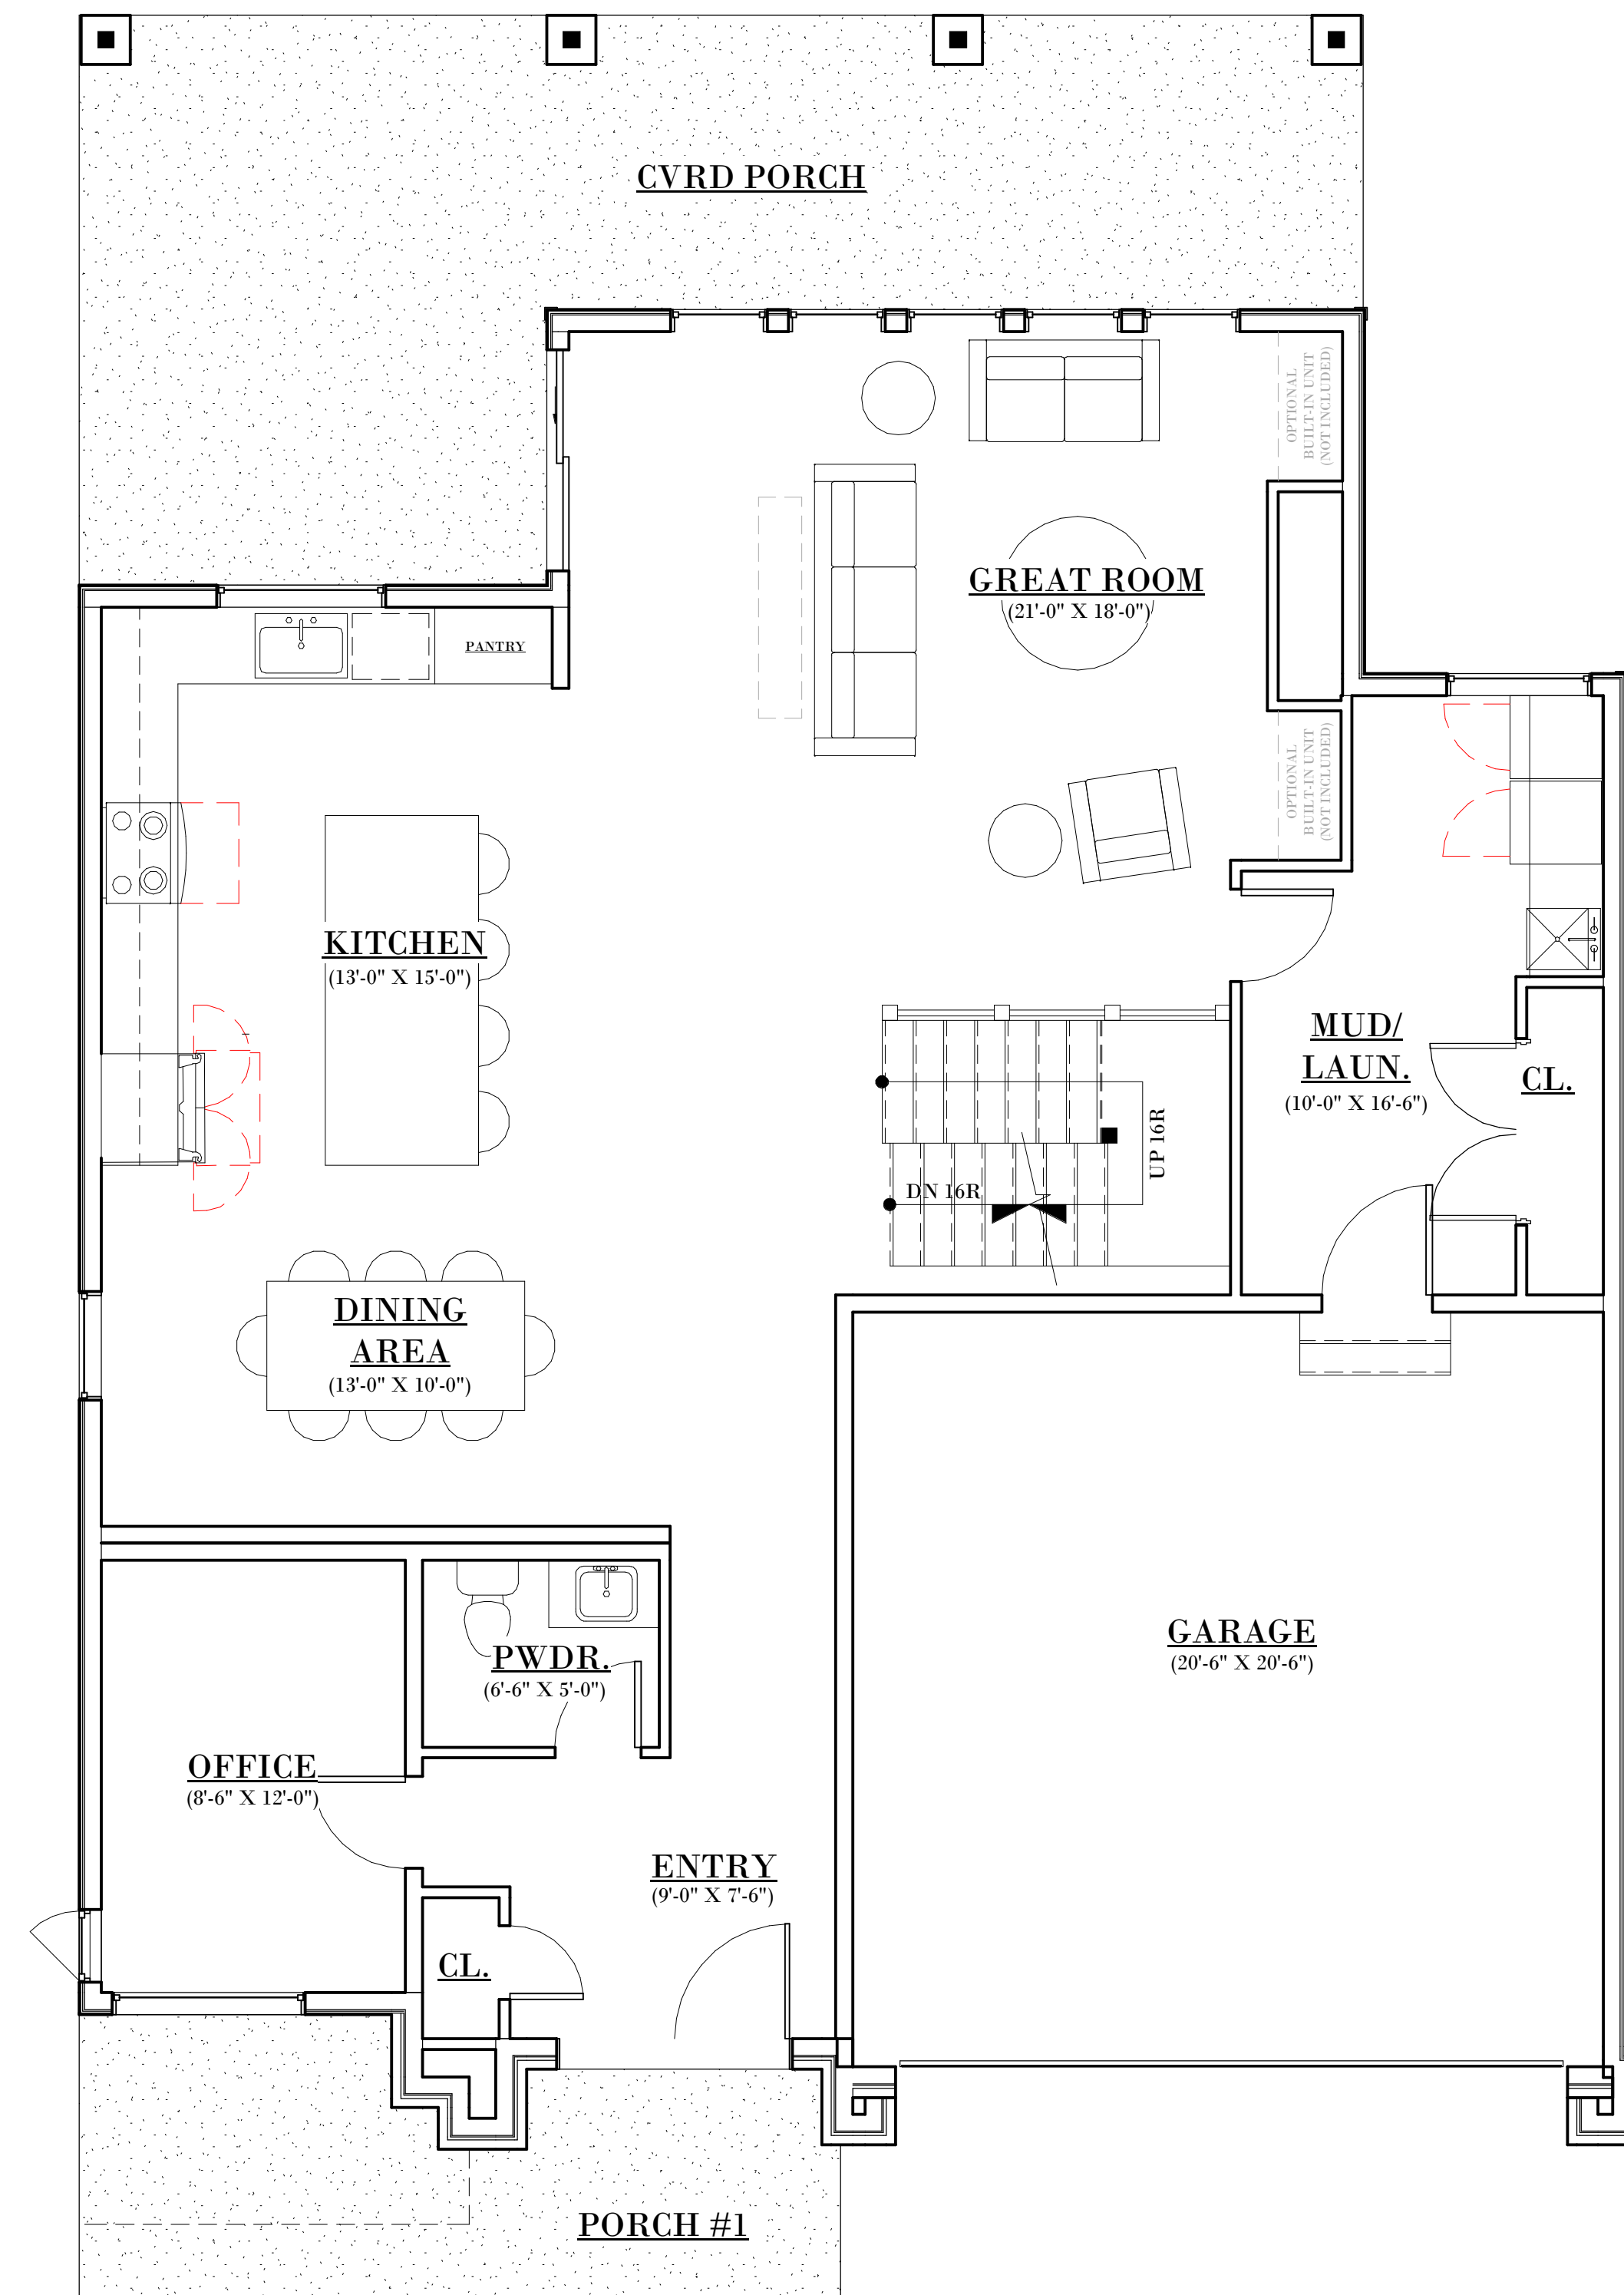 CVRD PORCH
OPTIONAL
BUILT-IN UNIT
(NOT INCLUDED)
GREAT ROOM
(21'-0" X 18'-0")
PANTRY
OPTIONAL
BUILT-IN UNIT
(NOT INCLUDED)
KITCHEN
(13'-0" X 15'-0")
MUD/
LAUN.
(10'-0" X 16'-6")
CL.
UP 16R
DN 16R
DINING
AREA
(13'-0" X 10'-0")
GARAGE
(20'-6" X 20'-6")
PWDR.
(6'-6" X 5'-0")
OFFICE
(8'-6" X 12'-0")
ENTRY
(9'-0" X 7'-6")
CL.
PORCH #1